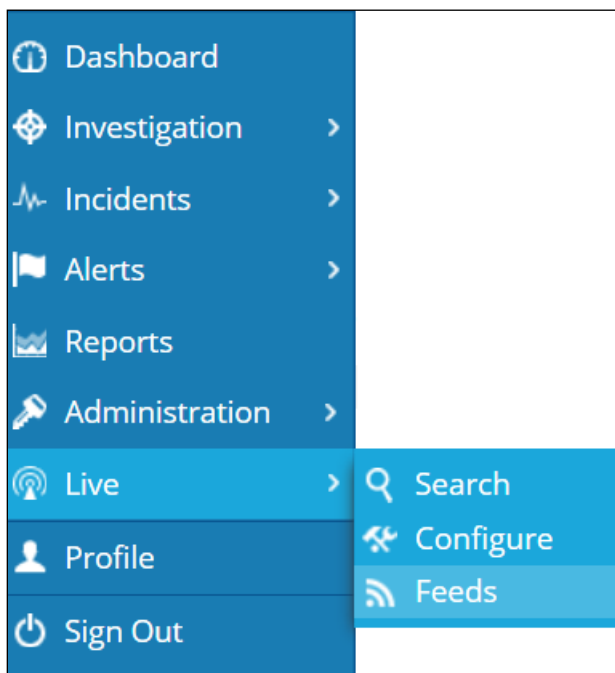 Dashboard
Investigation
Incidents
Alerts
Reports
Administration
Live
Search
Configure
Feeds
Profile
Sign Out